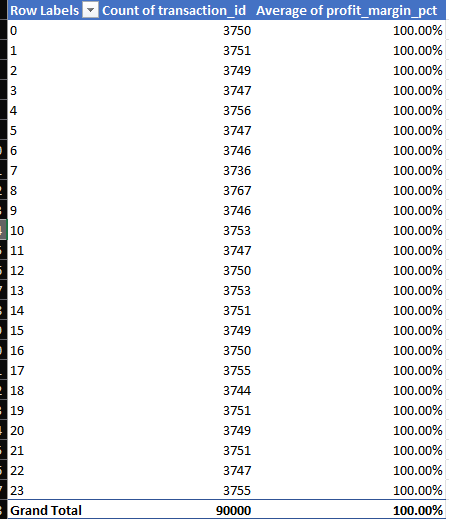 Row Labels Count of transaction_id Average of profit_margin_pct
0 3750 100.00%
1 3751 100.00%
2 3749 100.00%
3 3747 100.00%
4 3756 100.00%
5 3747 100.00%
6 3746 100.00%
7 3736 100.00%
8 3767 100.00%
9 3746 100.00%
10 3753 100.00%
11 3747 100.00%
12 3750 100.00%
13 3753 100.00%
14 3751 100.00%
15 3749 100.00%
16 3750 100.00%
17 3755 100.00%
18 3744 100.00%
19 3751 100.00%
20 3749 100.00%
21 3751 100.00%
22 3747 100.00%
23 3755 100.00%
Grand Total 90000 100.00%